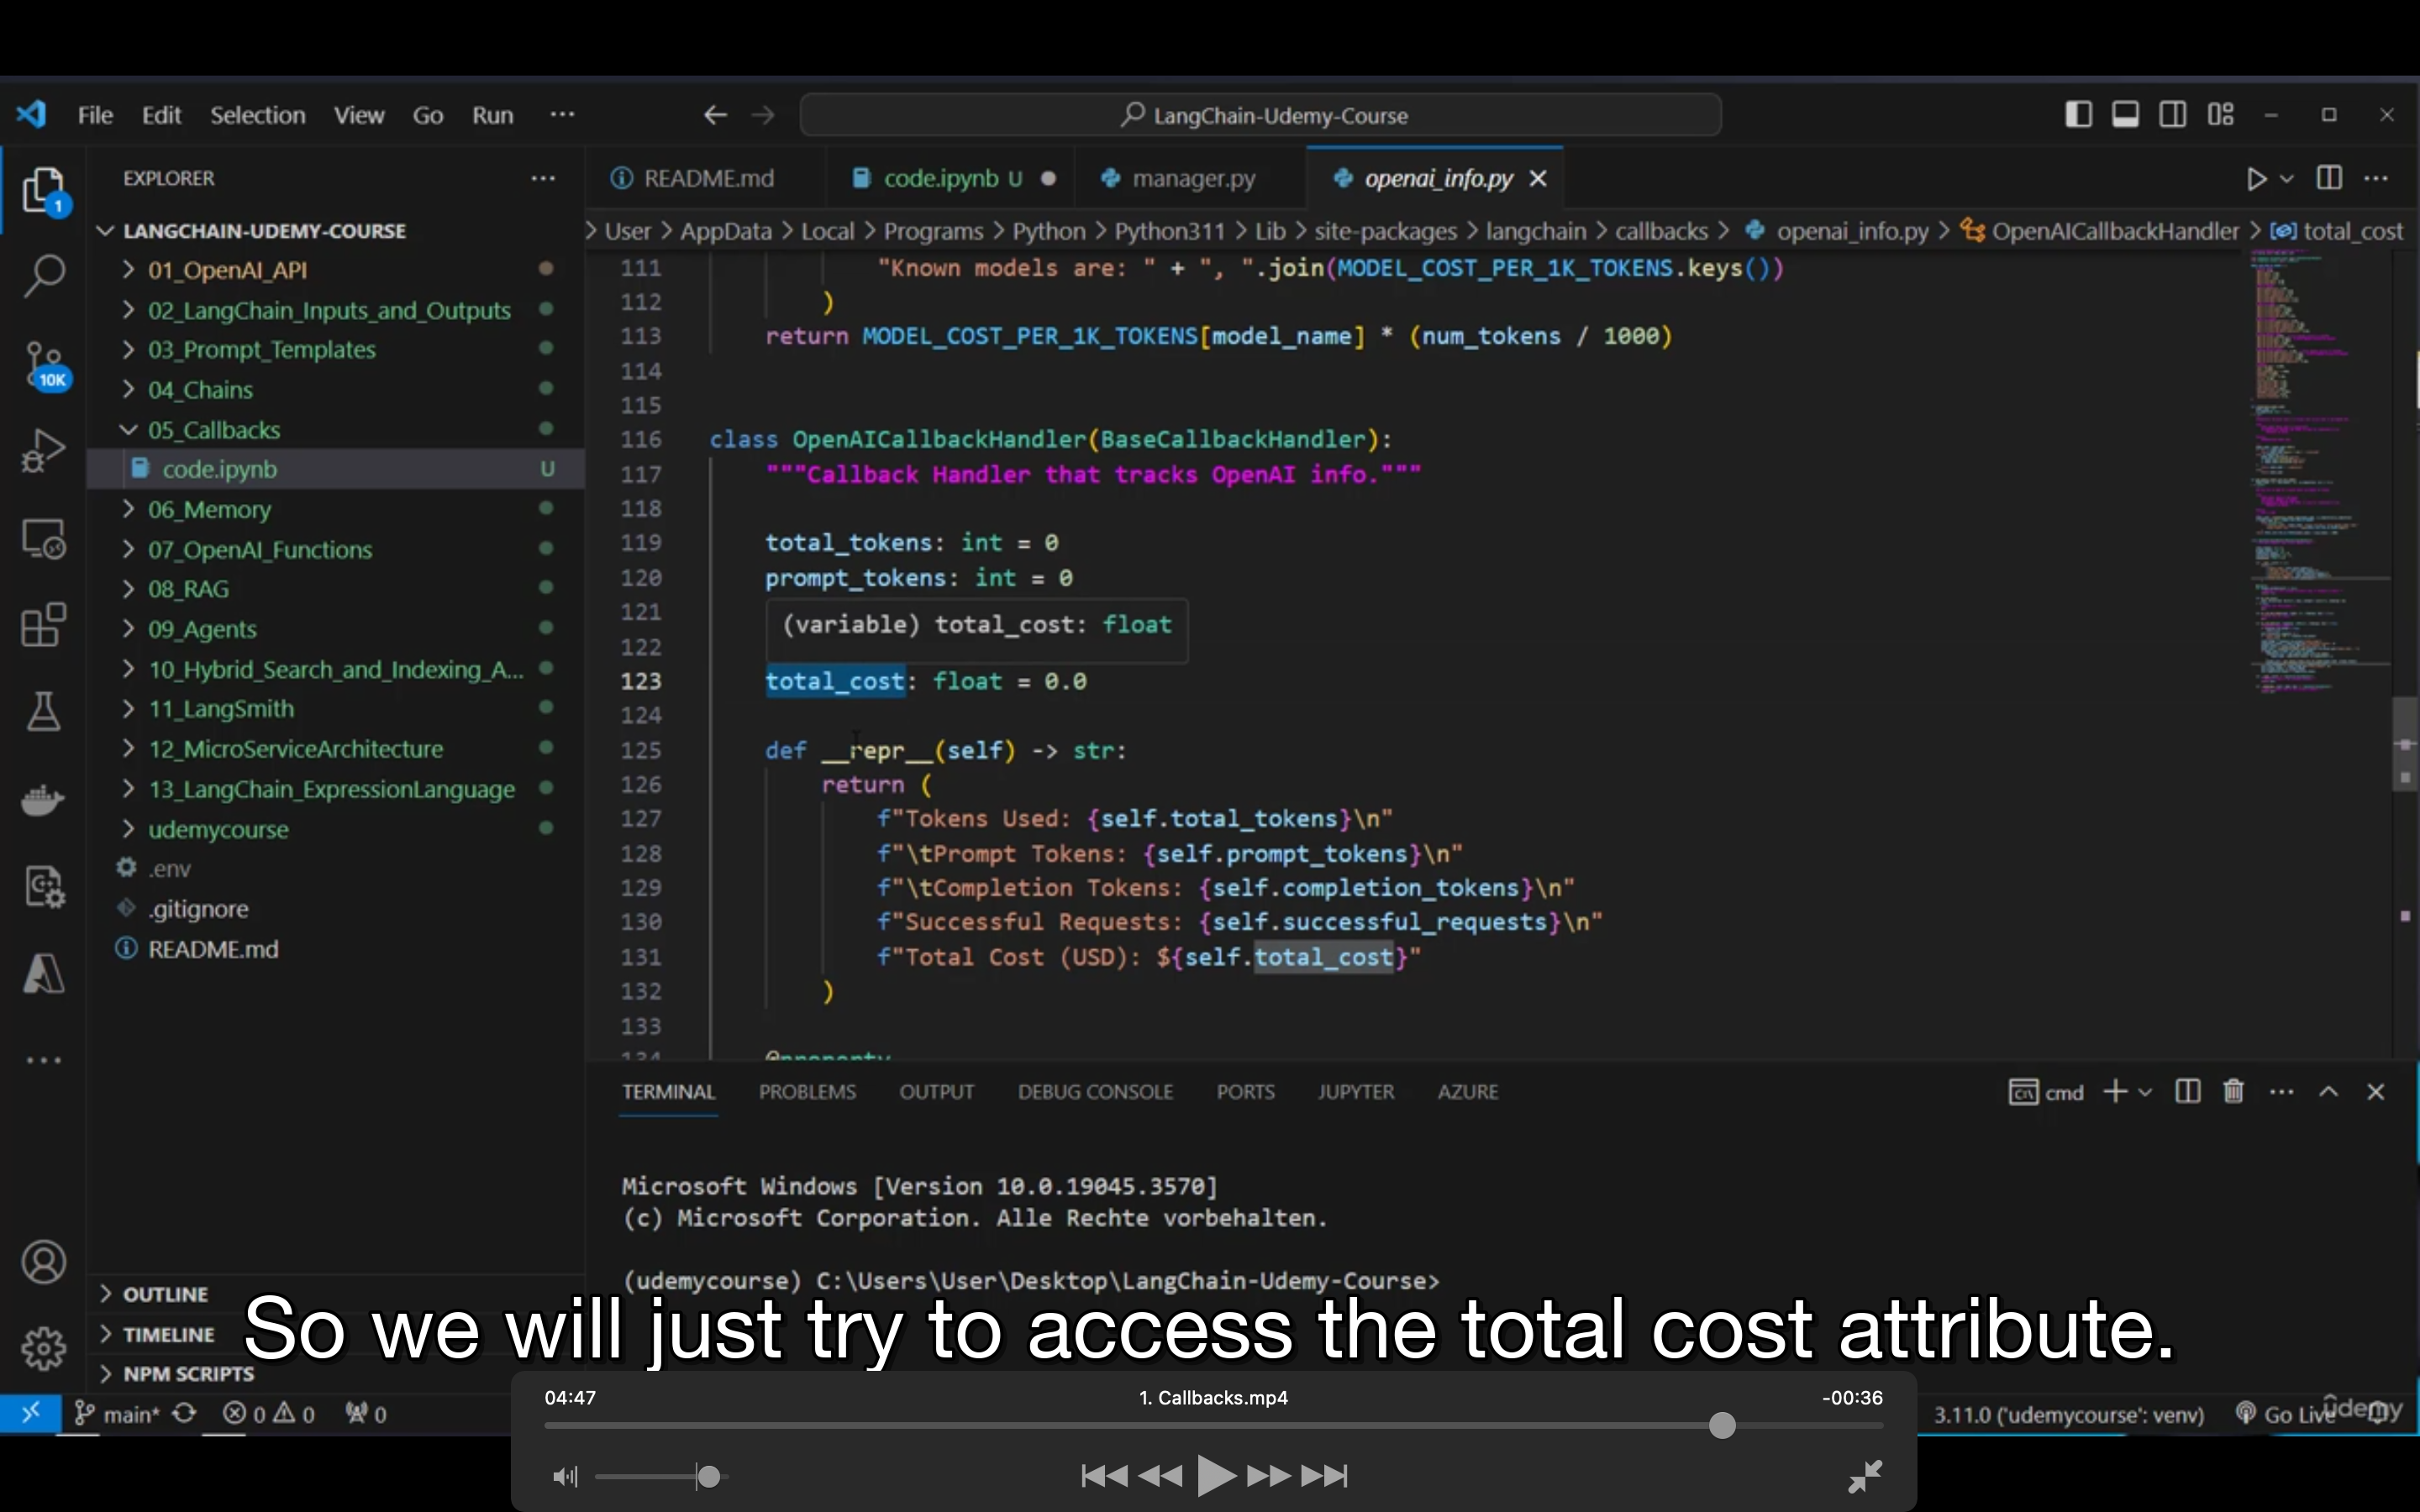 File Edit Selection View Go Run ···
LangChain-Udemy-Course
EXPLORER ···
README.md code.ipynb U manager.py openai_info.py
1
User > AppData > Local > Programs > Python > Python311 > Lib > site-packages > langchain > callbacks > openai_info.py > OpenAICallbackHandler > total_cost
LANGCHAIN-UDEMY-COURSE
01_OpenAI_API
02_LangChain_Inputs_and_Outputs
03_Prompt_Templates
10K
04_Chains
05_Callbacks
code.ipynb U
06_Memory
07_OpenAI_Functions
08_RAG
09_Agents
10_Hybrid_Search_and_Indexing_A...
11_LangSmith
12_MicroServiceArchitecture
13_LangChain_ExpressionLanguage
udemycourse
.env
.gitignore
README.md
OUTLINE
TIMELINE
NPM SCRIPTS
111 "Known models are: " + ", ".join(MODEL_COST_PER_1K_TOKENS.keys())
112 )
113 return MODEL_COST_PER_1K_TOKENS[model_name] * (num_tokens / 1000)
114
115
116 class OpenAICallbackHandler(BaseCallbackHandler):
117 """Callback Handler that tracks OpenAI info."""
118
119 total_tokens: int = 0
120 prompt_tokens: int = 0
121
(variable) total_cost: float
122
123 total_cost: float = 0.0
124
125 def __repr__(self) -> str:
126 return (
127 f"Tokens Used: {self.total_tokens}\n"
128 f"\tPrompt Tokens: {self.prompt_tokens}\n"
129 f"\tCompletion Tokens: {self.completion_tokens}\n"
130 f"Successful Requests: {self.successful_requests}\n"
131 f"Total Cost (USD): ${self.total_cost}"
132 )
133
134 @property
TERMINAL PROBLEMS OUTPUT DEBUG CONSOLE PORTS JUPYTER AZURE
cmd
Microsoft Windows [Version 10.0.19045.3570]
(c) Microsoft Corporation. Alle Rechte vorbehalten.
(udemycourse) C:\Users\User\Desktop\LangChain-Udemy-Course>
So we will just try to access the total cost attribute.
04:47 1. Callbacks.mp4 -00:36
main* 0 0 0
3.11.0 ('udemycourse': venv) Go Live
udemy